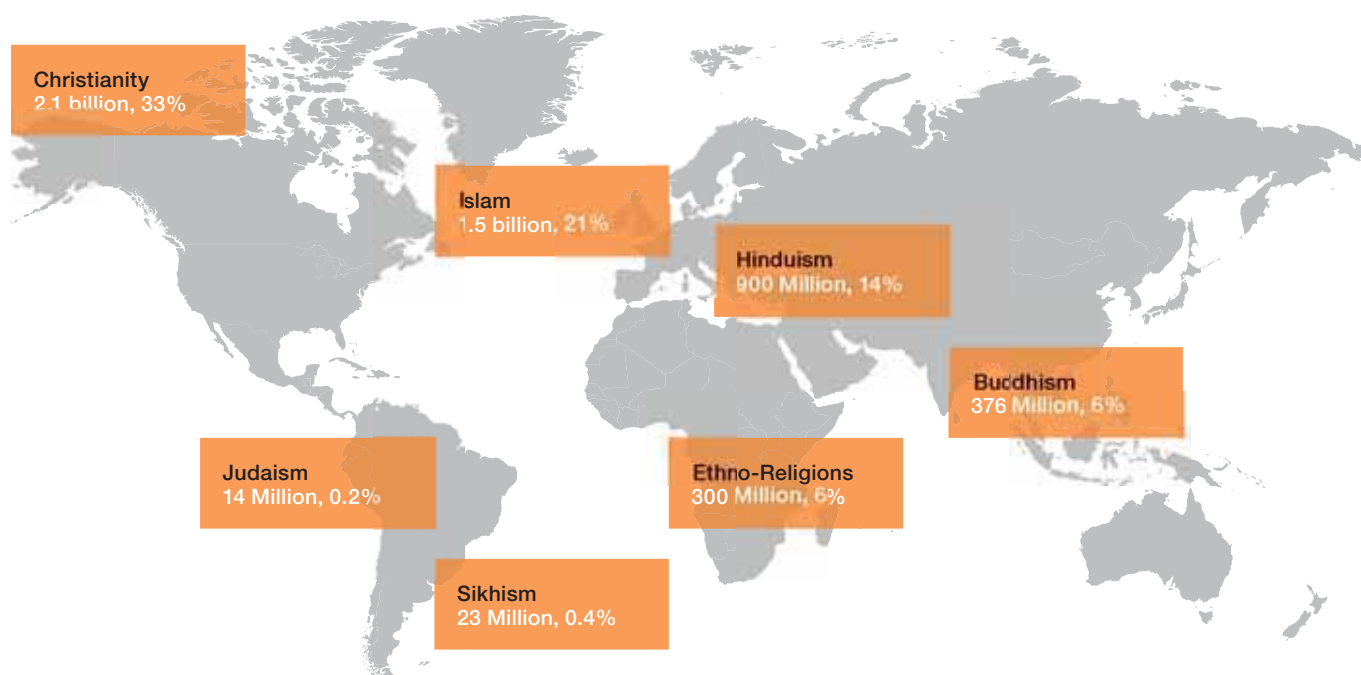 Christianity
2.1 billion, 33%
Islam
1.5 billion, 21%
Hinduism
900 Million, 14%
Buddhism
376 Million, 6%
Judaism
14 Million, 0.2%
Ethno-Religions
300 Million, 6%
Sikhism
23 Million, 0.4%